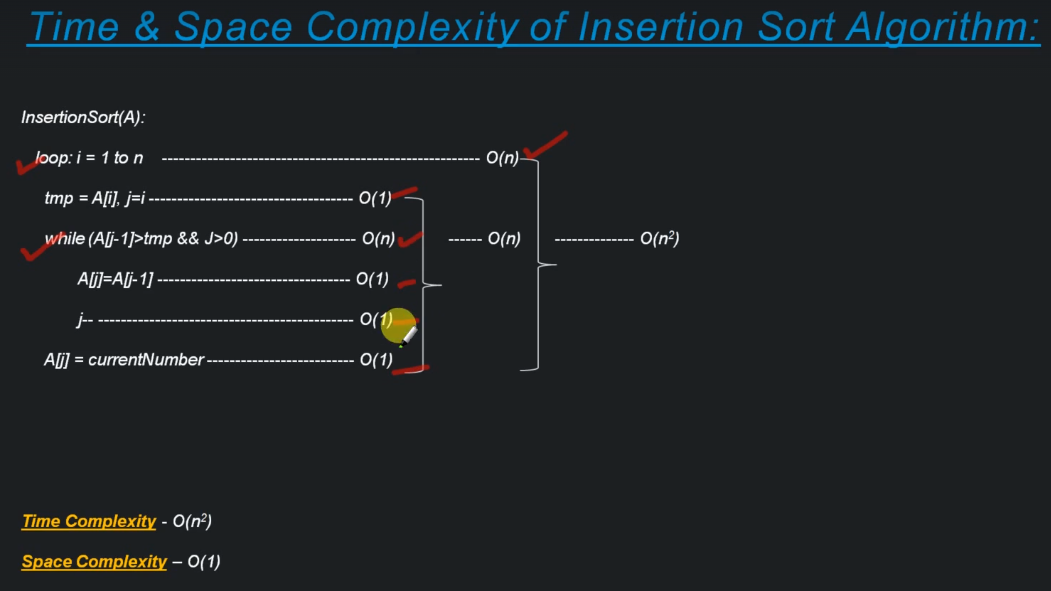 Time & Space Complexity of Insertion Sort Algorithm:
InsertionSort(A):
loop: i = 1 to n ------------------------------------------------------- O(n)
tmp = A[i], j=i ----------------------------------- O(1)
while (A[j-1]>tmp && J>0) ------------------- O(n) ------ O(n) -------------- O(n²)
A[j]=A[j-1] --------------------------------- O(1)
j-- -------------------------------------------- O(1)
A[j] = currentNumber -------------------------- O(1)
Time Complexity - O(n²)
Space Complexity – O(1)